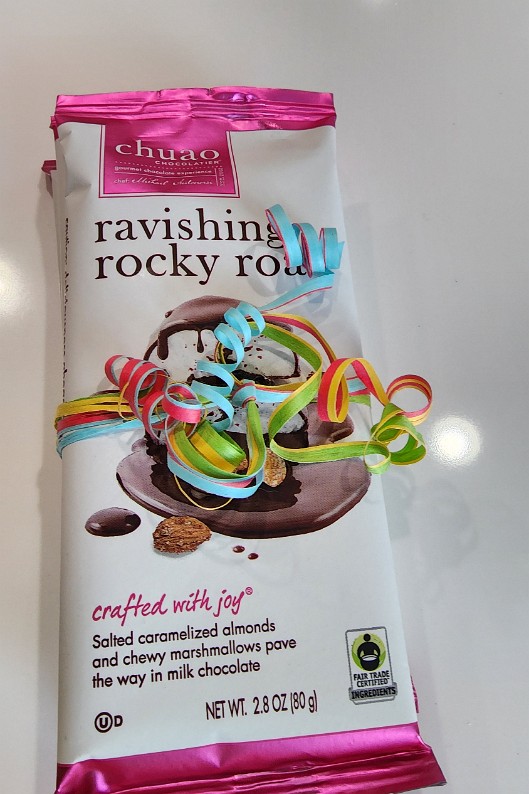 chuao
CHOCOLATIER
gourmet chocolate experience
chef
ravishing
rocky roa
crafted with joy®
Salted caramelized almonds
and chewy marshmallows pave
the way in milk chocolate
NET WT. 2.8 OZ (80 g)
FAIR TRADE
CERTIFIED
INGREDIENTS
U D